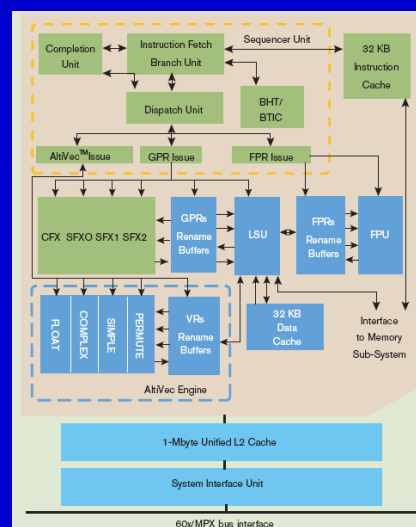 Sequencer Unit
Completion
Unit
Instruction Fetch
Branch Unit
32 KB
Instruction
Cache
Dispatch Unit
BHT/
BTIC
AltiVec™Issue
GPR Issue
FPR Issue
CFX SFXO SFX1 SFX2
GPRs
Rename
Buffers
LSU
FPRs
Rename
Buffers
FPU
FLOAT
COMPLEX
SIMPLE
PERMUTE
VRs
Rename
Buffers
32 KB
Data
Cache
Interface
to Memory
Sub-System
AltiVec Engine
1-Mbyte Unified L2 Cache
System Interface Unit
60x/MPX bus interface